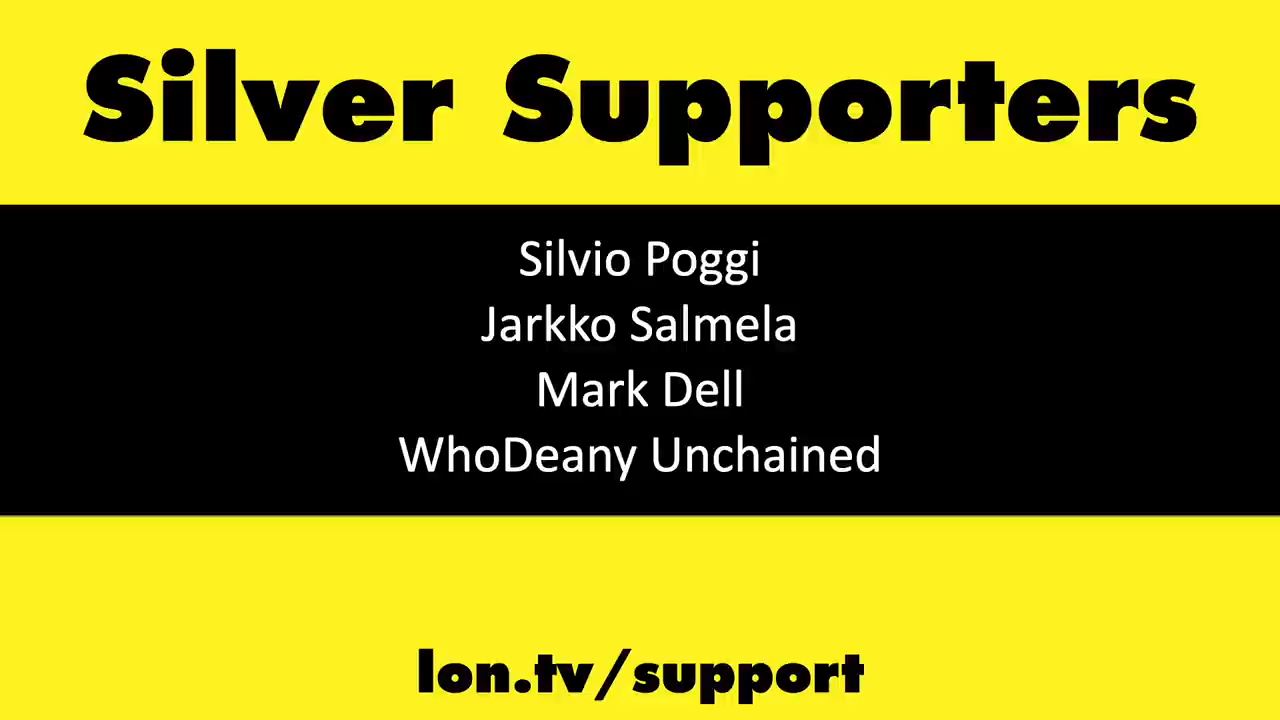 Silver Supporters
Silvio Poggi
Jarkko Salmela
Mark Dell
WhoDeany Unchained
lon.tv/support